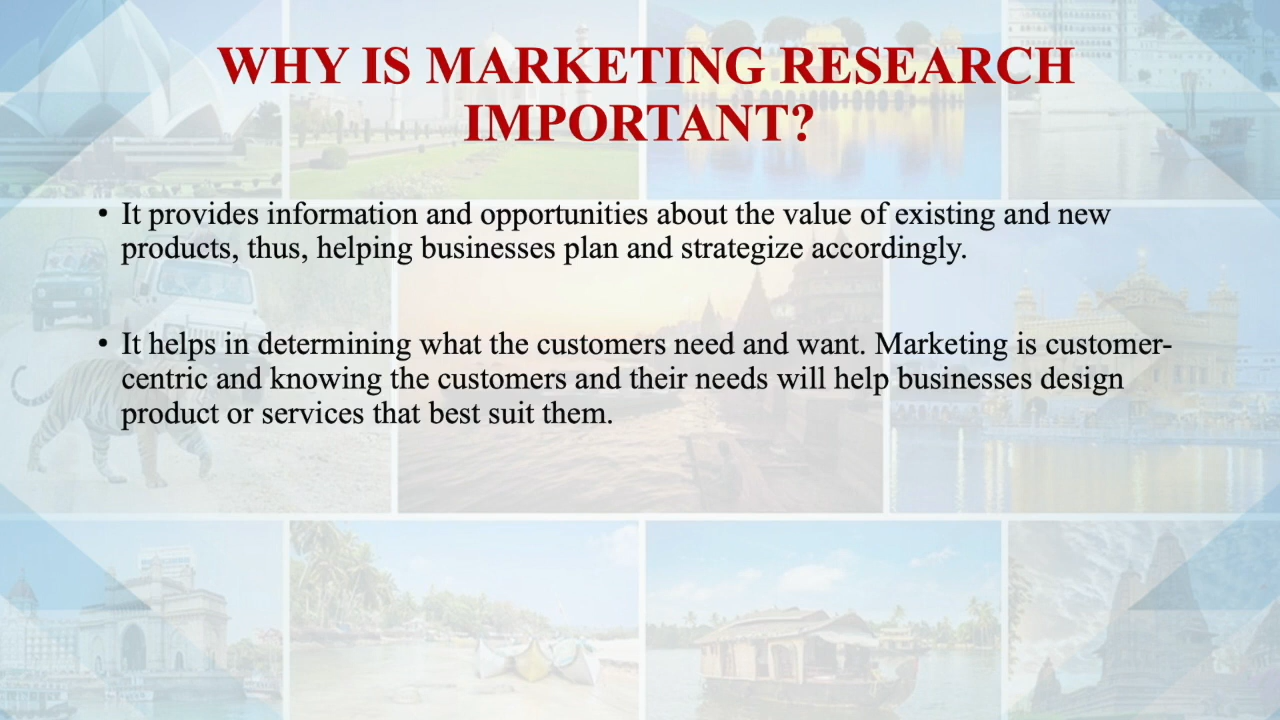 WHY IS MARKETING RESEARCH
IMPORTANT?
• It provides information and opportunities about the value of existing and new
products, thus, helping businesses plan and strategize accordingly.
• It helps in determining what the customers need and want. Marketing is customer-
centric and knowing the customers and their needs will help businesses design
product or services that best suit them.